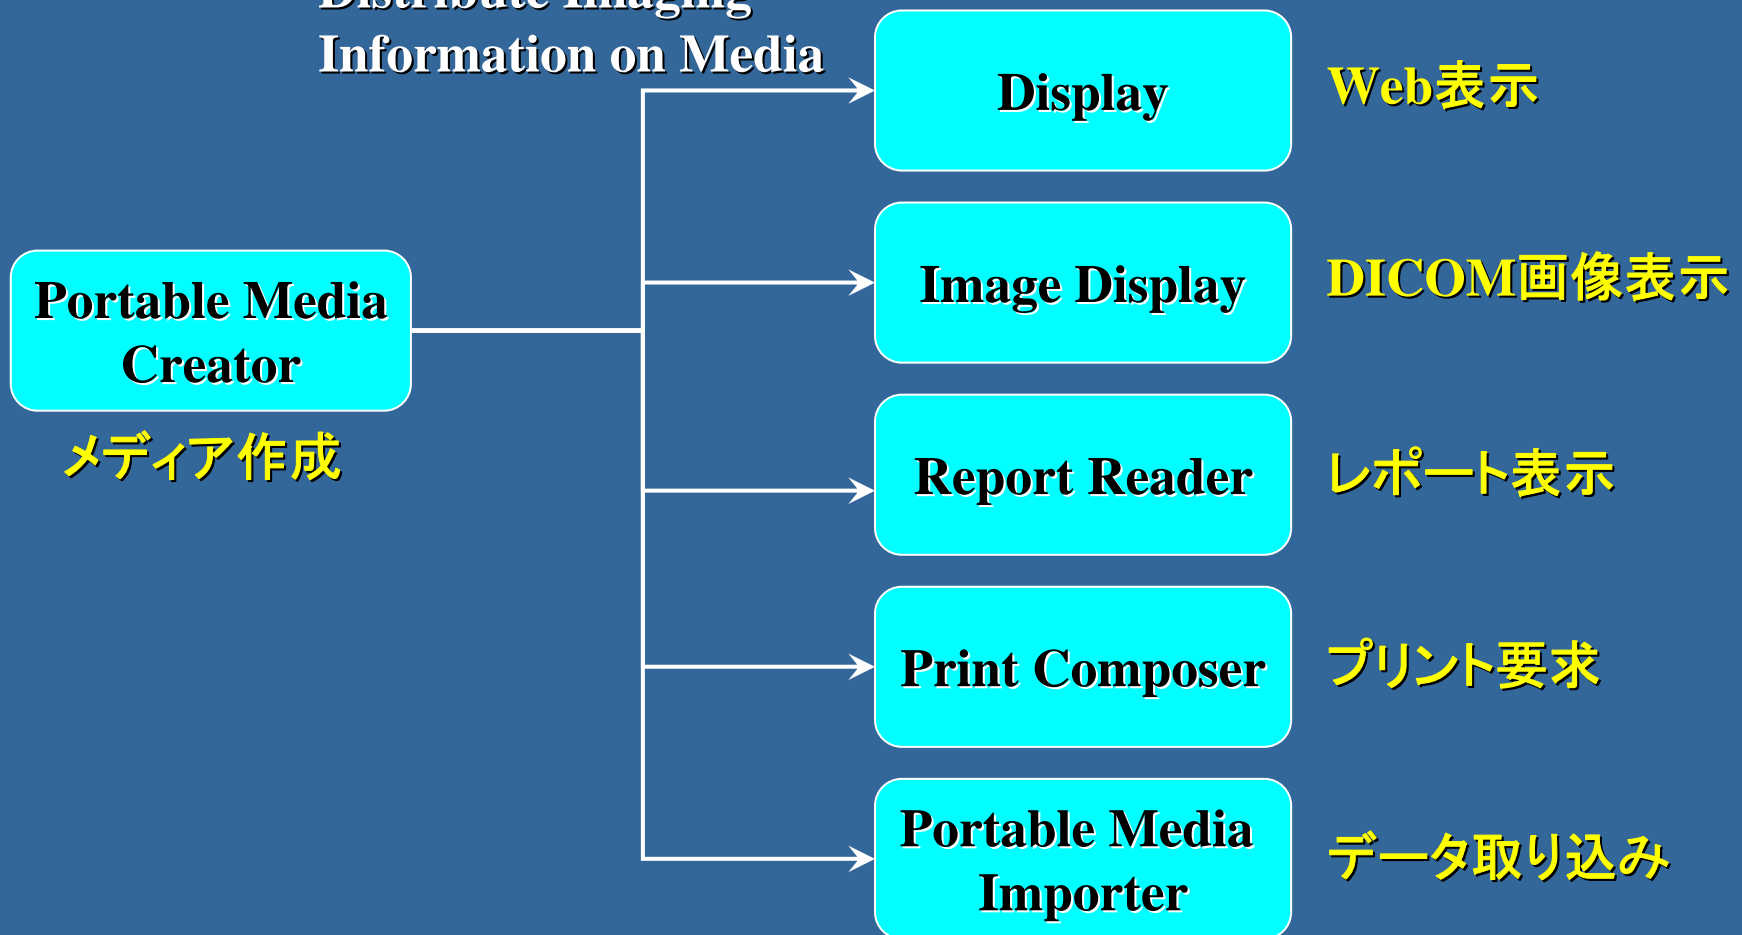 Distribute Imaging
Information on Media
Display
Web表示
Image Display
DICOM画像表示
Portable Media
Creator
メディア作成
Report Reader
レポート表示
Print Composer
プリント要求
Portable Media
Importer
データ取り込み